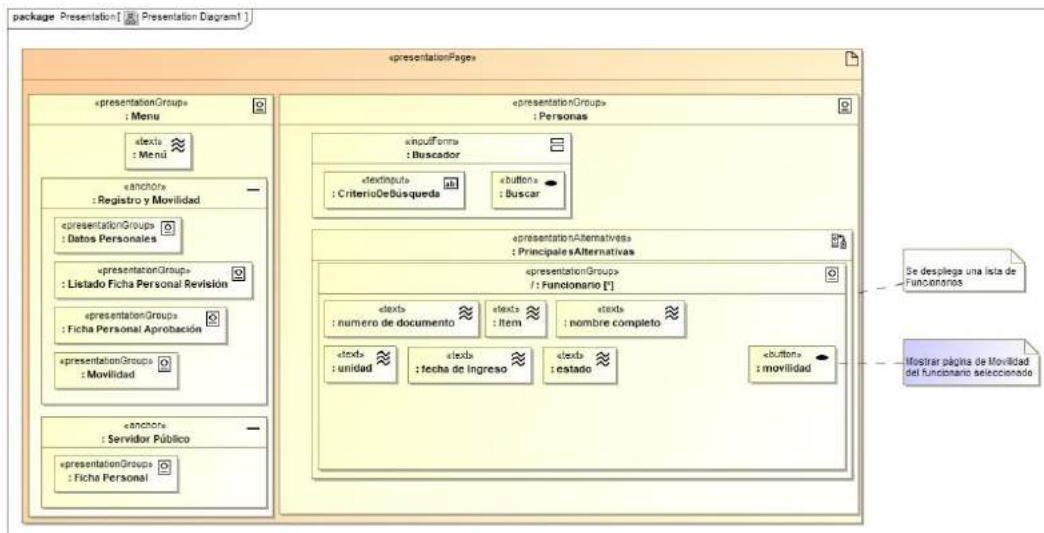 package Presentation [ Presentation Diagram1 ]
«presentationPage»
«presentationGroup»
: Menu
«text»
: Menú
«anchor»
: Registro y Movilidad
«presentationGroup»
: Datos Personales
«presentationGroup»
: Listado Ficha Personal Revisión
«presentationGroup»
: Ficha Personal Aprobación
«presentationGroup»
: Movilidad
«anchor»
: Servidor Público
«presentationGroup»
: Ficha Personal
«presentationGroup»
: Personas
«inputForm»
: Buscador
«textInput»
ab
: CriterioDeBúsqueda
«button»
: Buscar
«presentationAlternatives»
: PrincipalesAlternativas
«presentationGroup»
/ : Funcionario [*]
«text»
: numero de documento
«text»
: Item
«text»
: nombre completo
«text»
: unidad
«text»
: fecha de ingreso
«text»
: estado
«button»
: movilidad
Se despliega una lista de
Funcionarios
Mostrar página de Movilidad
del funcionario seleccionado